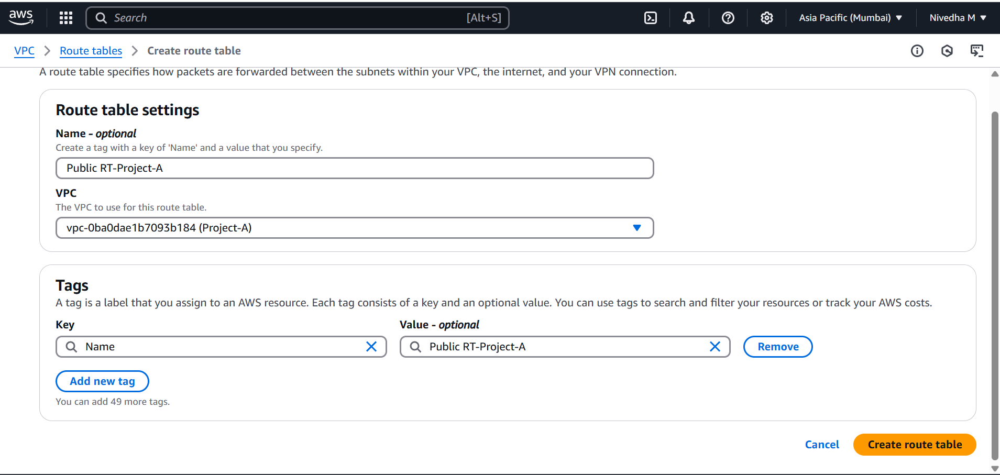 aws
Search [Alt+S]
Asia Pacific (Mumbai)
Nivedha M
VPC > Route tables > Create route table
A route table specifies how packets are forwarded between the subnets within your VPC, the internet, and your VPN connection.
Route table settings
Name - optional
Create a tag with a key of 'Name' and a value that you specify.
Public RT-Project-A
VPC
The VPC to use for this route table.
vpc-0ba0dae1b7093b184 (Project-A)
Tags
A tag is a label that you assign to an AWS resource. Each tag consists of a key and an optional value. You can use tags to search and filter your resources or track your AWS costs.
Key Value - optional
Name Public RT-Project-A Remove
Add new tag
You can add 49 more tags.
Cancel Create route table